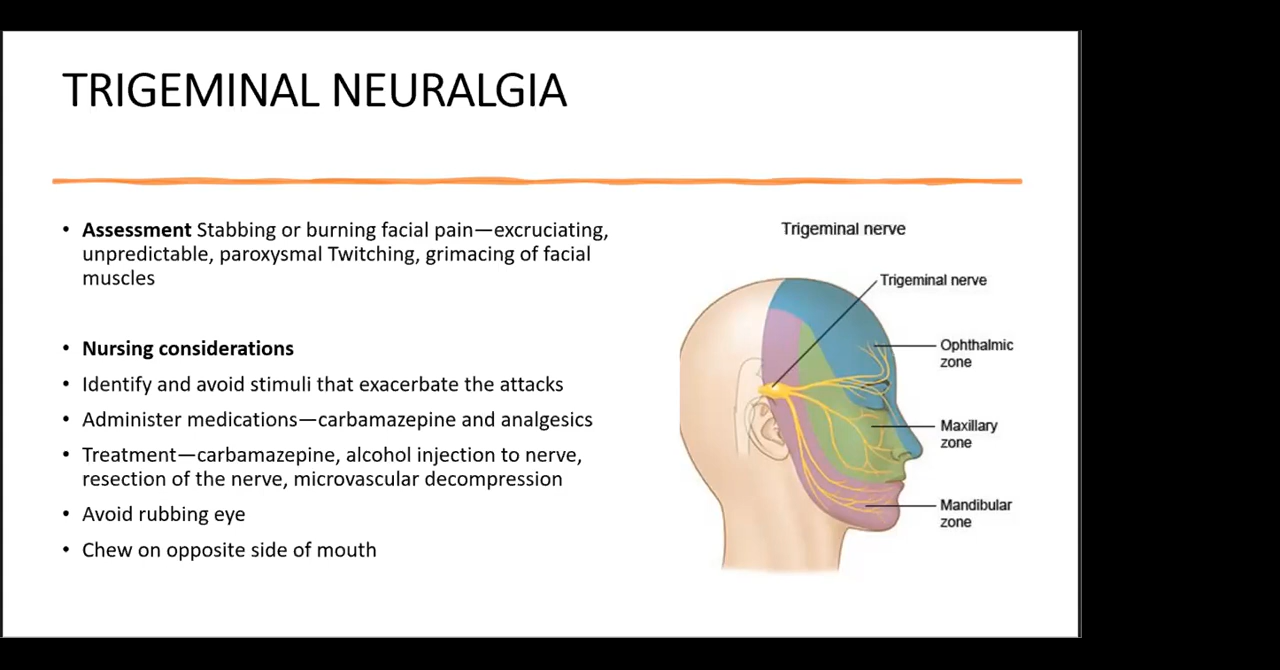 TRIGEMINAL NEURALGIA
• Assessment Stabbing or burning facial pain—excruciating,
unpredictable, paroxysmal Twitching, grimacing of facial
muscles
• Nursing considerations
• Identify and avoid stimuli that exacerbate the attacks
• Administer medications—carbamazepine and analgesics
• Treatment—carbamazepine, alcohol injection to nerve,
resection of the nerve, microvascular decompression
• Avoid rubbing eye
• Chew on opposite side of mouth
Trigeminal nerve
Trigeminal nerve
Ophthalmic
zone
Maxillary
zone
Mandibular
zone